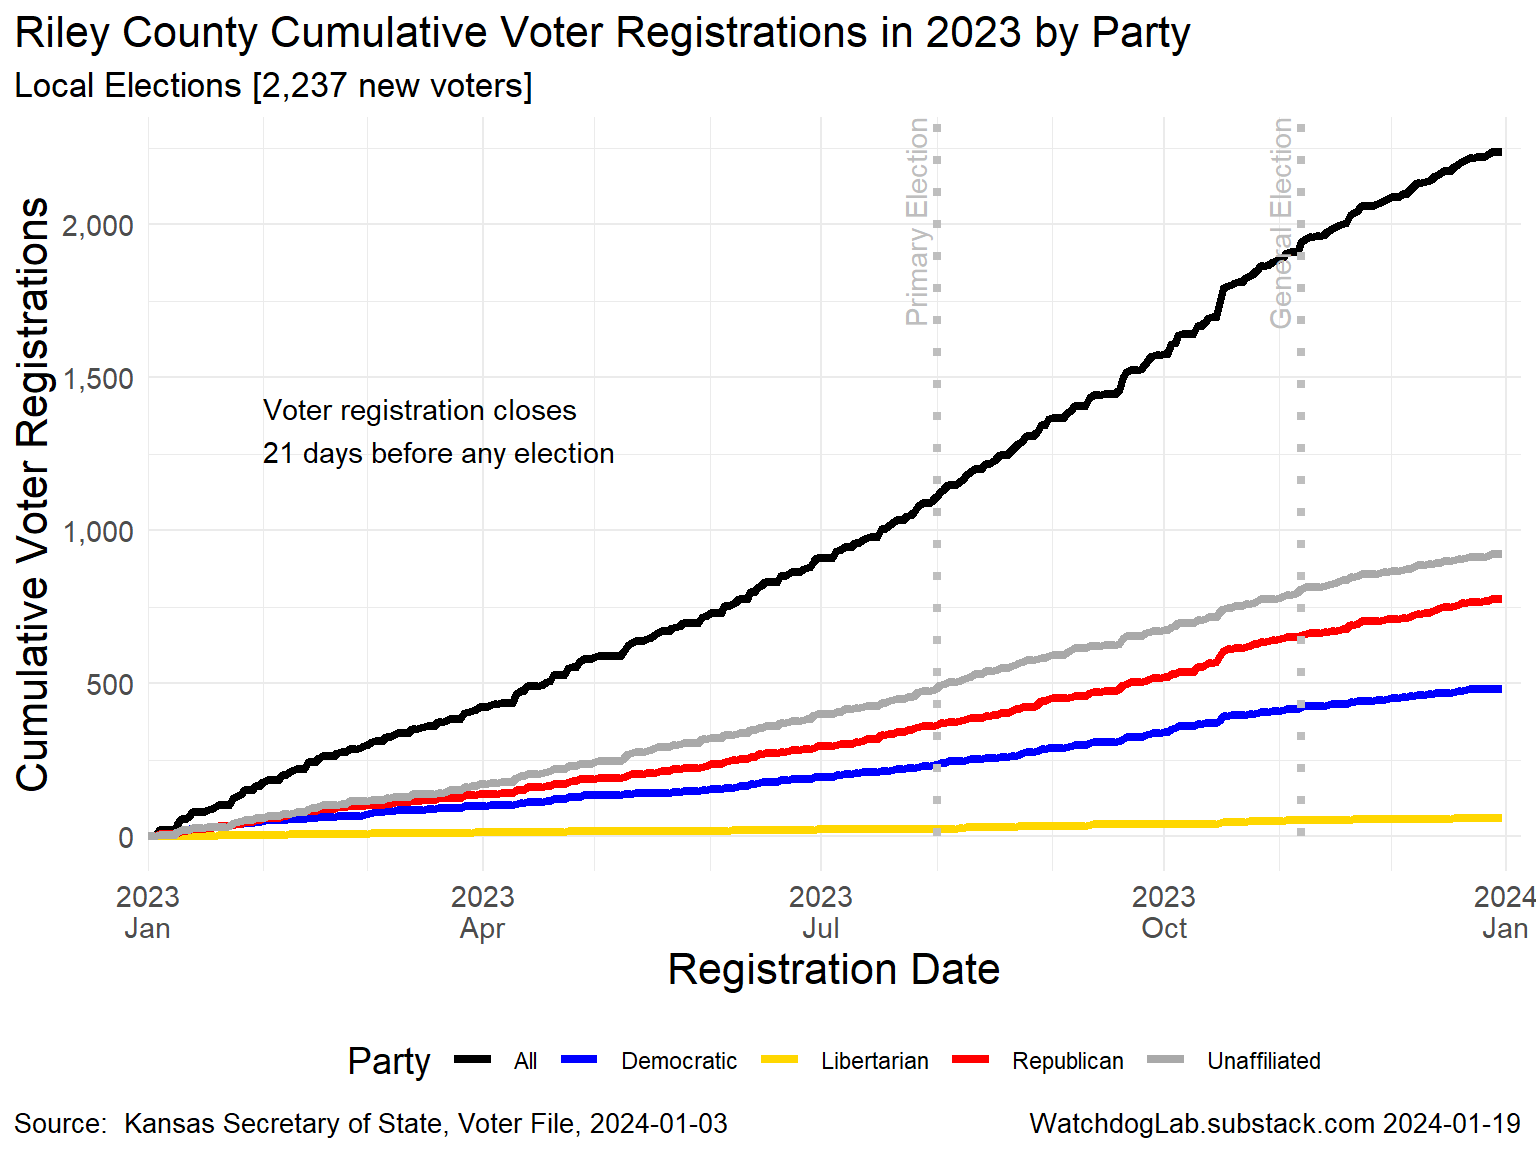 Riley County Cumulative Voter Registrations in 2023 by Party
Local Elections [2,237 new voters]
Cumulative Voter Registrations
2,000
1,500
1,000
500
0
Primary Election
General Election
Voter registration closes
21 days before any election
2023
Jan
2023
Apr
2023
Jul
2023
Oct
2024
Jan
Registration Date
Party All Democratic Libertarian Republican Unaffiliated
Source:  Kansas Secretary of State, Voter File, 2024-01-03
WatchdogLab.substack.com 2024-01-19